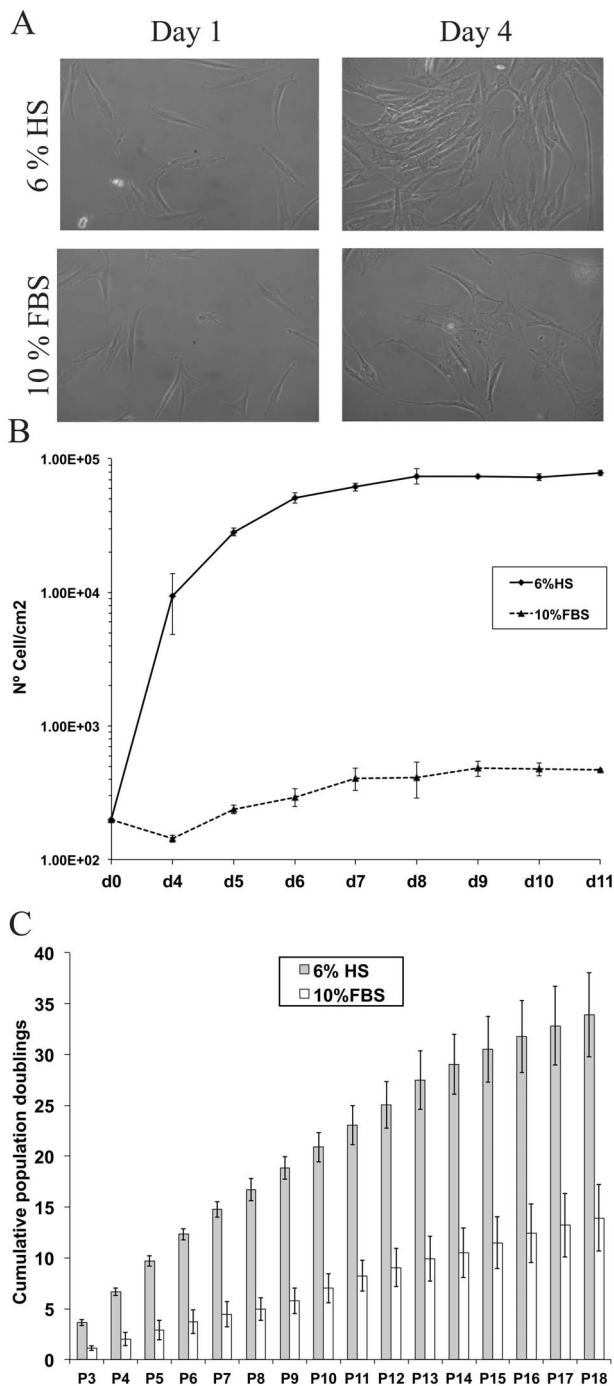 A
Day 1 Day 4
6 % HS
10 % FBS
B
1.00E+05
1.00E+04
1.00E+03
1.00E+02
Nº Cell/cm2
6%HS
10%FBS
d0 d4 d5 d6 d7 d8 d9 d10 d11
C
40
35
30
25
20
15
10
5
0
Cumulative population doublings
6% HS
10%FBS
P3 P4 P5 P6 P7 P8 P9 P10 P11 P12 P13 P14 P15 P16 P17 P18